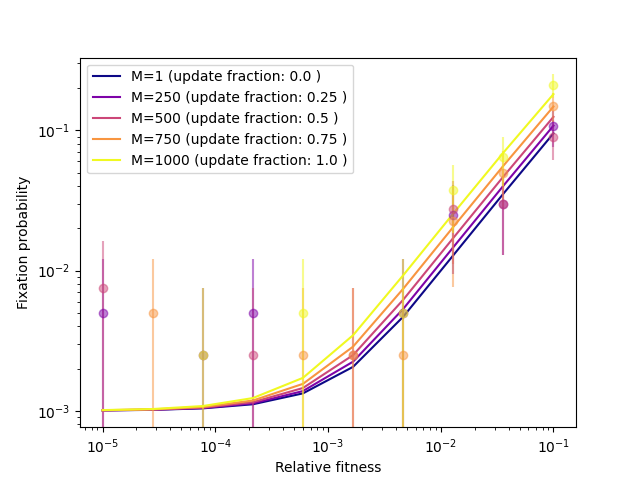 M=1 (update fraction: 0.0 )
M=250 (update fraction: 0.25 )
M=500 (update fraction: 0.5 )
M=750 (update fraction: 0.75 )
M=1000 (update fraction: 1.0 )
Fixation probability
10⁻¹
10⁻²
10⁻³
10⁻⁵ 10⁻⁴ 10⁻³ 10⁻² 10⁻¹
Relative fitness